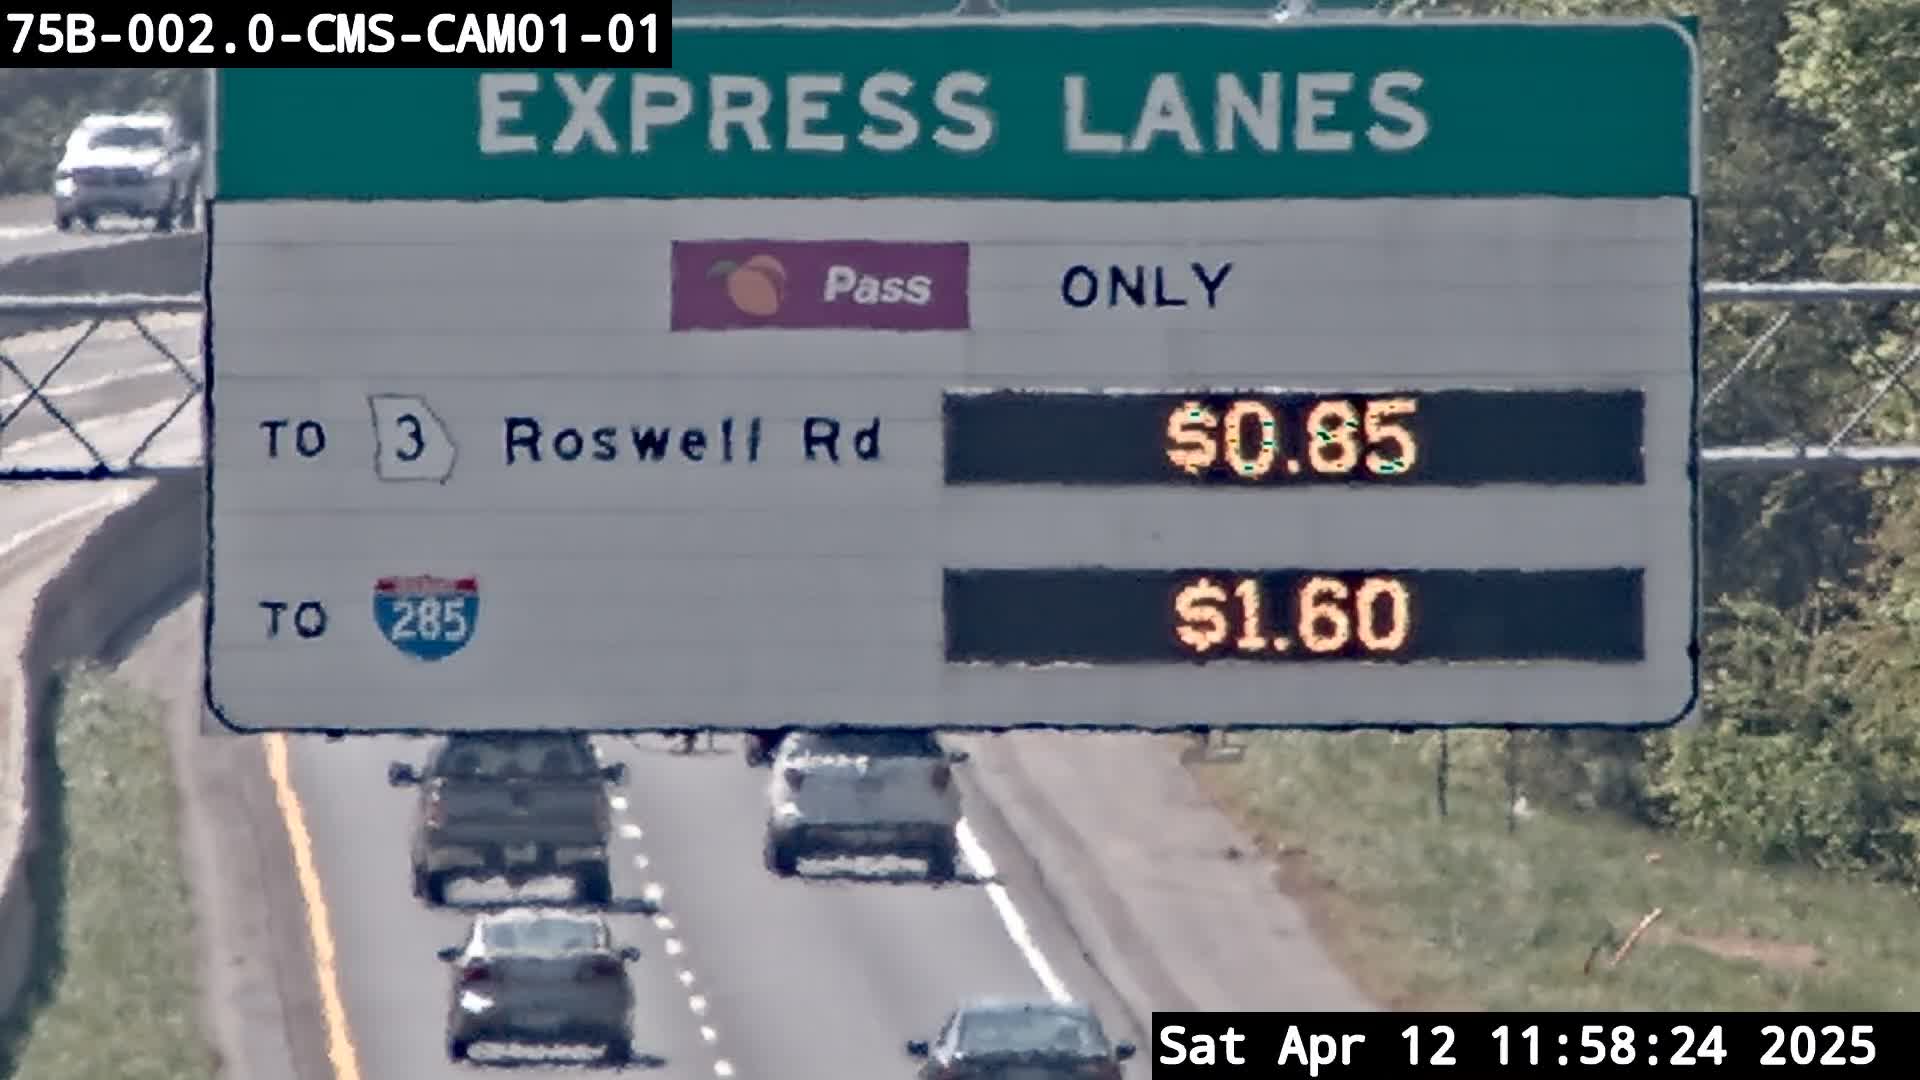 75B-002.0-CMS-CAM01-01
EXPRESS LANES
Pass ONLY
TO 3 Roswell Rd $0.85
TO 285 $1.60
Sat Apr 12 11:58:24 2025